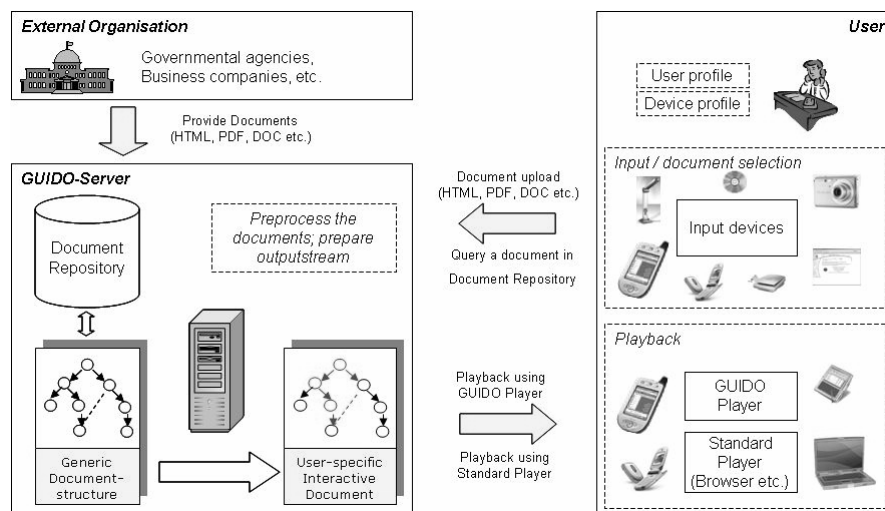 External Organisation
Governmental agencies,
Business companies, etc.
Provide Documents
(HTML, PDF, DOC etc.)
GUIDO-Server
Document
Repository
Preprocess the
documents; prepare
outputstream
Generic
Document-
structure
User-specific
Interactive
Document
Document upload
(HTML, PDF, DOC etc.)
Query a document in
Document Repository
Playback using
GUIDO Player
Playback using
Standard Player
User
User profile
Device profile
Input / document selection
Input devices
Playback
GUIDO
Player
Standard
Player
(Browser etc.)